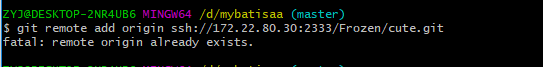 ZYJ@DESKTOP-2NR4UB6 MINGW64 /d/mybatisaa (master)
$ git remote add origin ssh://172.22.80.30:2333/Frozen/cute.git
fatal: remote origin already exists.